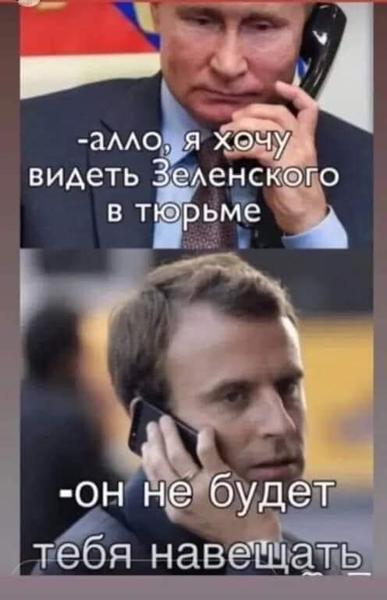 -алло, я хочу
видеть Зеленского
в тюрьме
-он не будет
тебя навещать